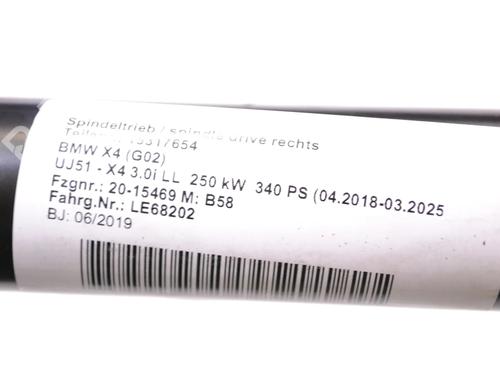 Spindeltrieb / spindle drive rechts
7654
BMW X4 (G02)
UJ51 - X4 3.0i LL 250 kW 340 PS (04.2018-03.2025
Fzgnr.: 20-15469 M: B58
Fahrg.Nr.: LE68202
BJ: 06/2019